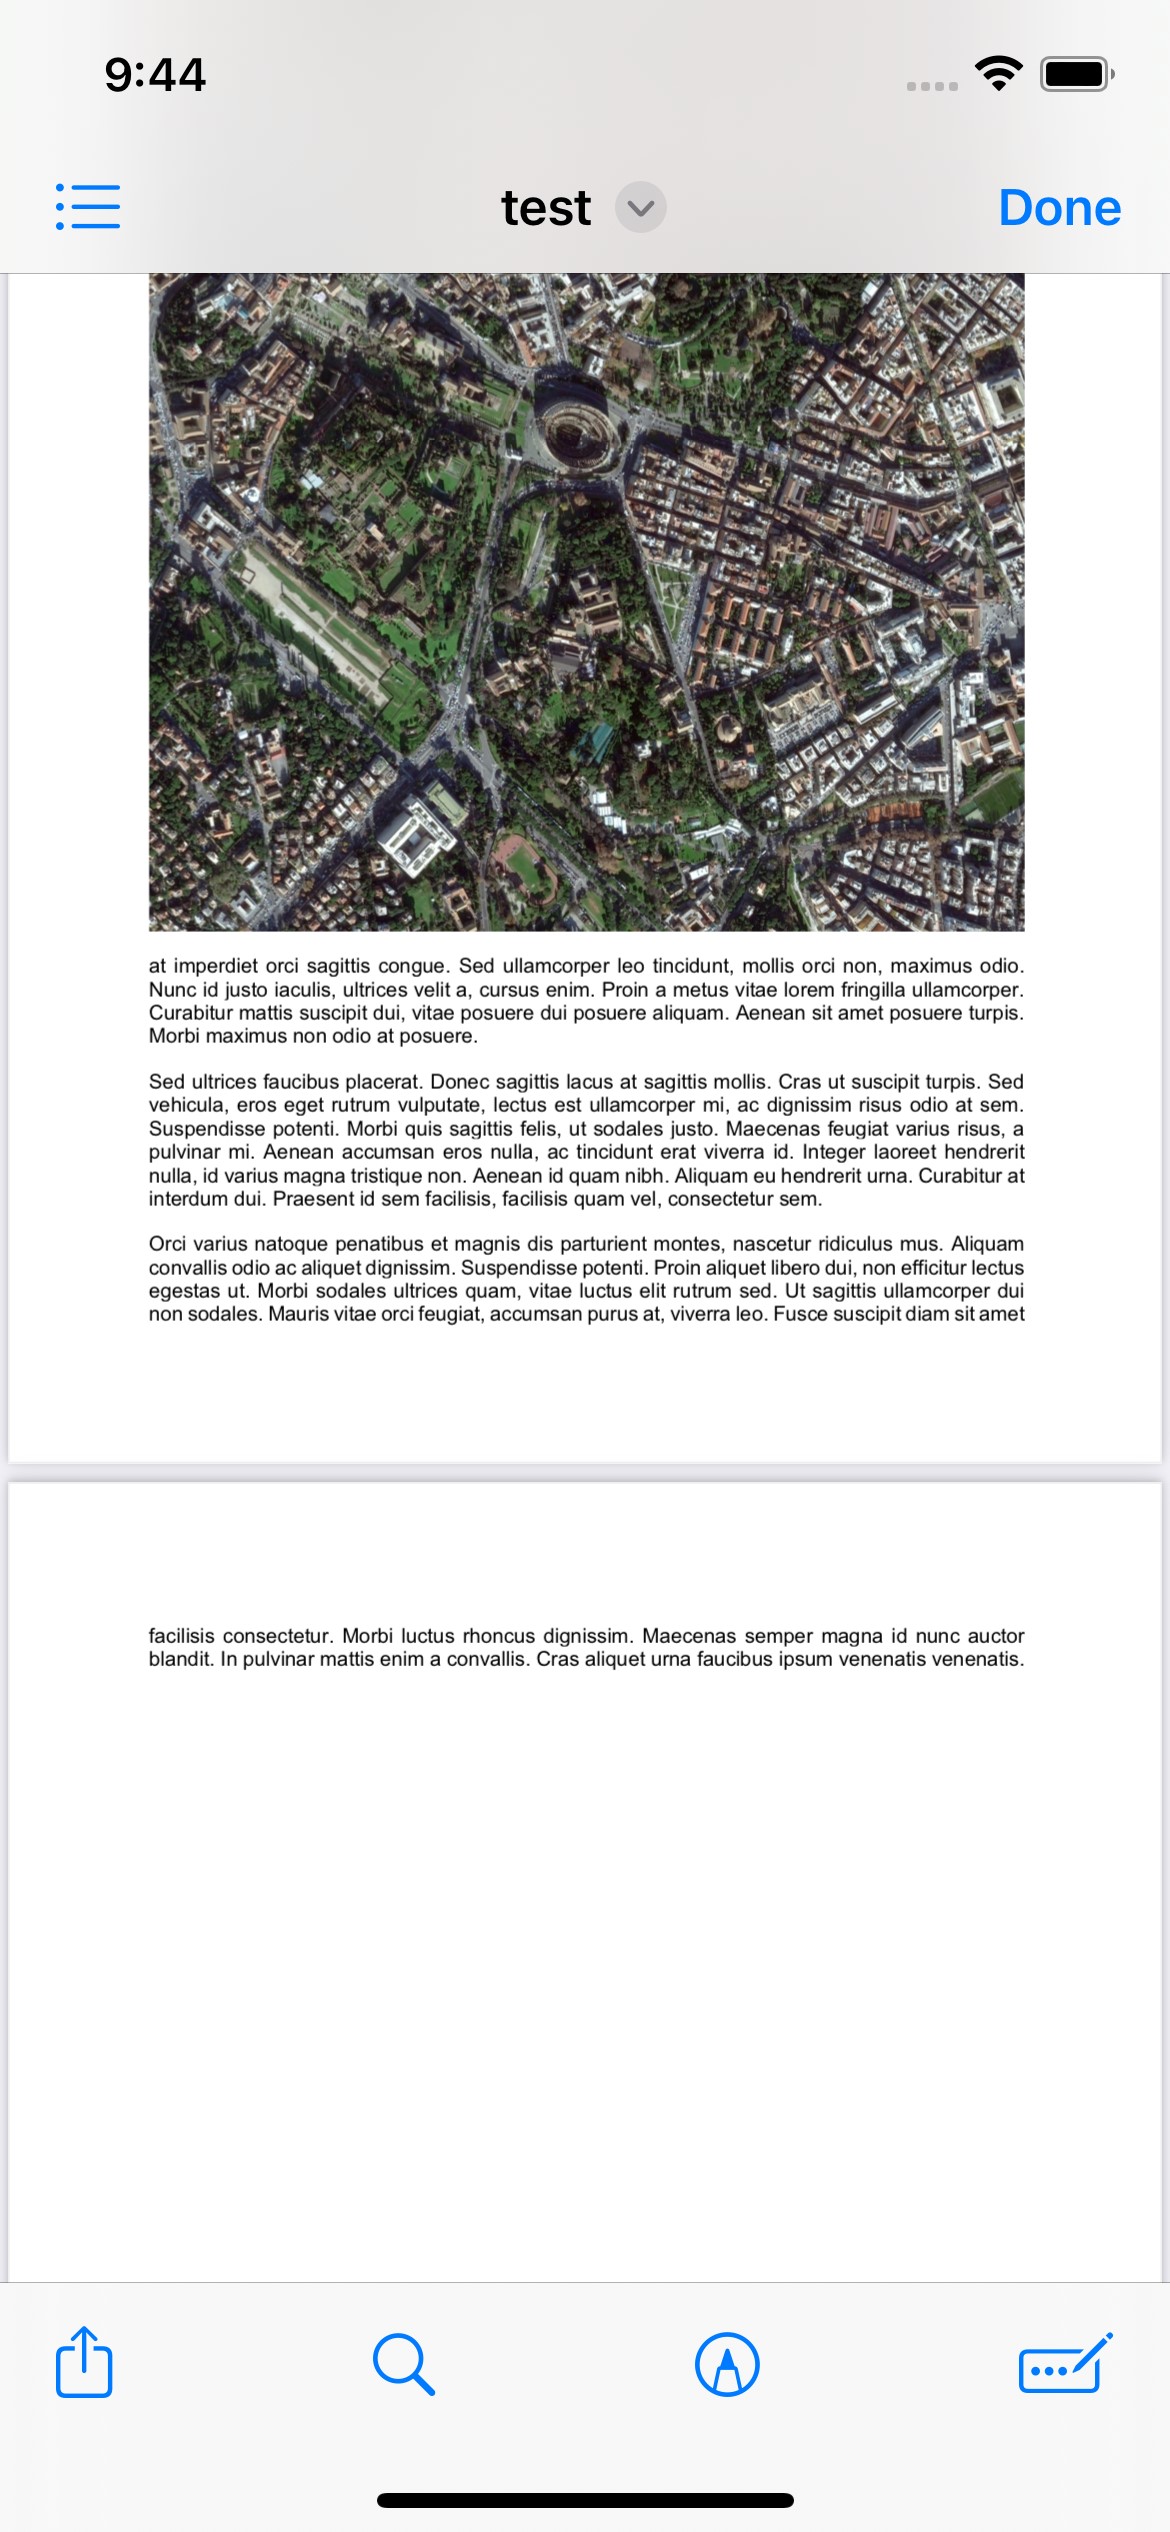 9:44
test
Done
at imperdiet orci sagittis congue. Sed ullamcorper leo tincidunt, mollis orci non, maximus odio.
Nunc id justo iaculis, ultrices velit a, cursus enim. Proin a metus vitae lorem fringilla ullamcorper.
Curabitur mattis suscipit dui, vitae posuere dui posuere aliquam. Aenean sit amet posuere turpis.
Morbi maximus non odio at posuere.
Sed ultrices faucibus placerat. Donec sagittis lacus at sagittis mollis. Cras ut suscipit turpis. Sed
vehicula, eros eget rutrum vulputate, lectus est ullamcorper mi, ac dignissim risus odio at sem.
Suspendisse potenti. Morbi quis sagittis felis, ut sodales justo. Maecenas feugiat varius risus, a
pulvinar mi. Aenean accumsan eros nulla, ac tincidunt erat viverra id. Integer laoreet hendrerit
nulla, id varius magna tristique non. Aenean id quam nibh. Aliquam eu hendrerit urna. Curabitur at
interdum dui. Praesent id sem facilisis, facilisis quam vel, consectetur sem.
Orci varius natoque penatibus et magnis dis parturient montes, nascetur ridiculus mus. Aliquam
convallis odio ac aliquet dignissim. Suspendisse potenti. Proin aliquet libero dui, non efficitur lectus
egestas ut. Morbi sodales ultrices quam, vitae luctus elit rutrum sed. Ut sagittis ullamcorper dui
non sodales. Mauris vitae orci feugiat, accumsan purus at, viverra leo. Fusce suscipit diam sit amet
facilisis consectetur. Morbi luctus rhoncus dignissim. Maecenas semper magna id nunc auctor
blandit. In pulvinar mattis enim a convallis. Cras aliquet urna faucibus ipsum venenatis venenatis.